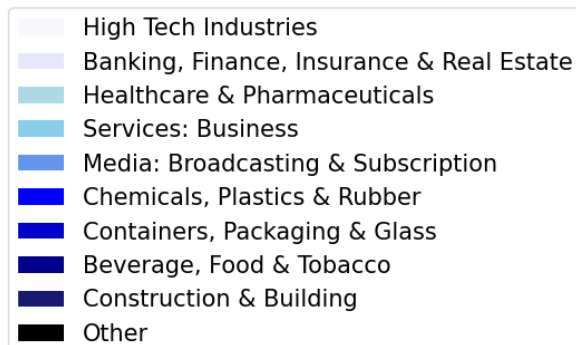 High Tech Industries
Banking, Finance, Insurance & Real Estate
Healthcare & Pharmaceuticals
Services: Business
Media: Broadcasting & Subscription
Chemicals, Plastics & Rubber
Containers, Packaging & Glass
Beverage, Food & Tobacco
Construction & Building
Other